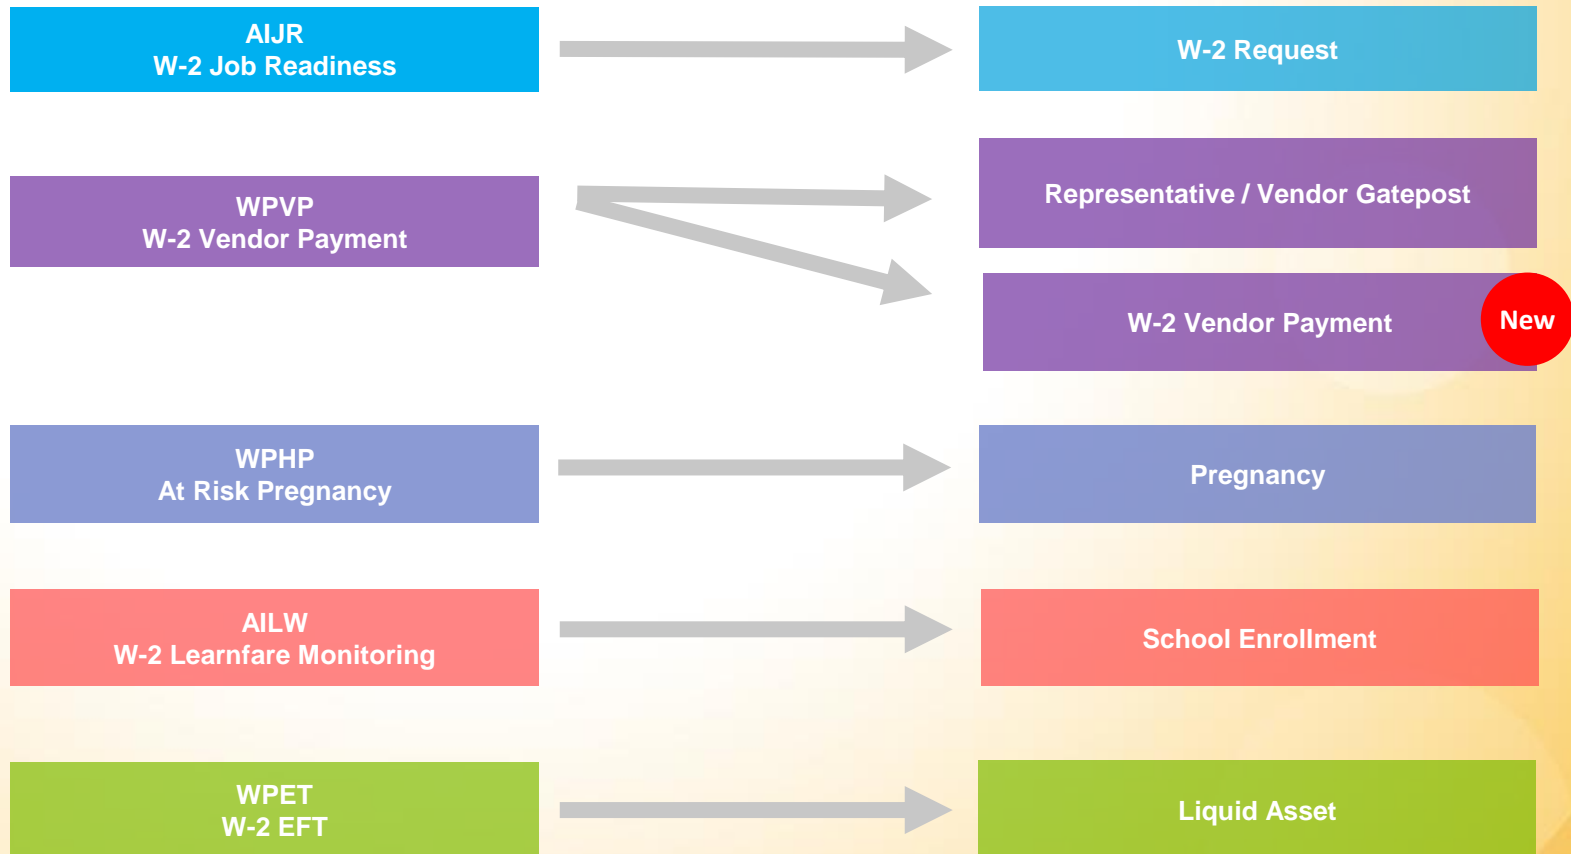 AIJR
W-2 Job Readiness
W-2 Request
WPVP
W-2 Vendor Payment
Representative / Vendor Gatepost
W-2 Vendor Payment
New
WPHP
At Risk Pregnancy
Pregnancy
AILW
W-2 Learnfare Monitoring
School Enrollment
WPET
W-2 EFT
Liquid Asset